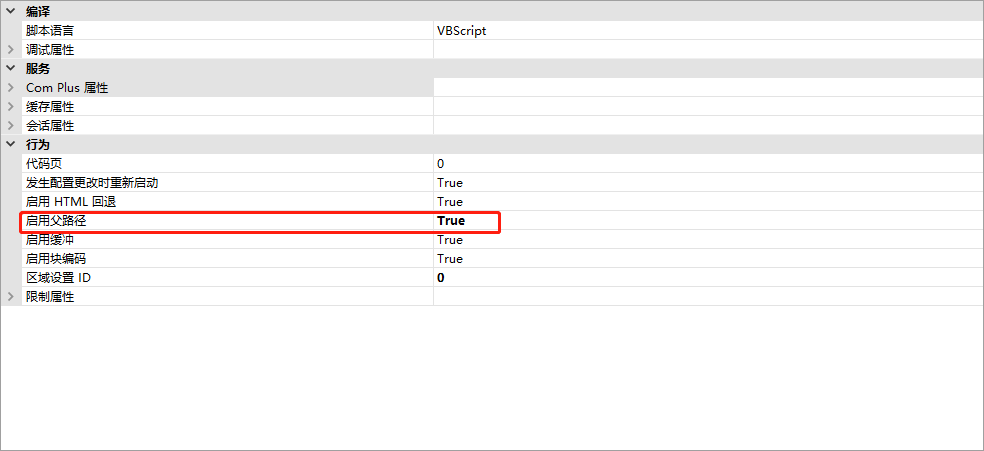 编译
脚本语言 VBScript
调试属性
服务
Com Plus 属性
缓存属性
会话属性
行为
代码页 0
发生配置更改时重新启动 True
启用 HTML 回退 True
启用父路径 True
启用缓冲 True
启用块编码 True
区域设置 ID 0
限制属性